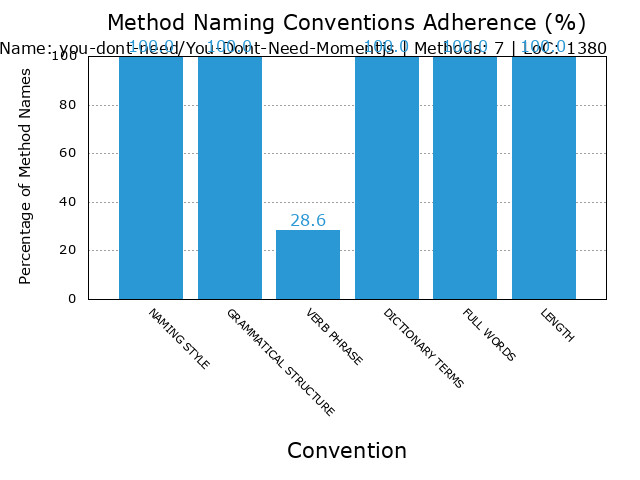 Method Naming Conventions Adherence (%)
Name: you-dont-need/You-Dont-Need-Momentjs | Methods: 7 | LoC: 1380
100.0 100.0 100.0 100.0 100.0
28.6
100
80
60
40
20
0
Percentage of Method Names
NAMING STYLE
GRAMMATICAL STRUCTURE
VERB PHRASE
DICTIONARY TERMS
FULL WORDS
LENGTH
Convention